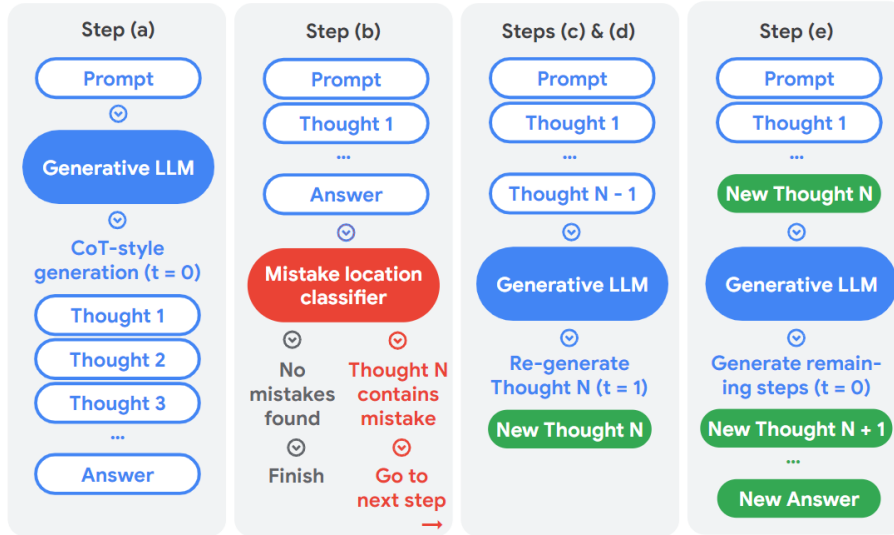 Step (a)
Prompt
Generative LLM
CoT-style
generation (t = 0)
Thought 1
Thought 2
Thought 3
...
Answer
Step (b)
Prompt
Thought 1
...
Answer
Mistake location
classifier
No
mistakes
found
Finish
Thought N
contains
mistake
Go to
next step
→
Steps (c) & (d)
Prompt
Thought 1
...
Thought N - 1
Generative LLM
Re-generate
Thought N (t = 1)
New Thought N
Step (e)
Prompt
Thought 1
...
New Thought N
Generative LLM
Generate remain-
ing steps (t = 0)
New Thought N + 1
...
New Answer